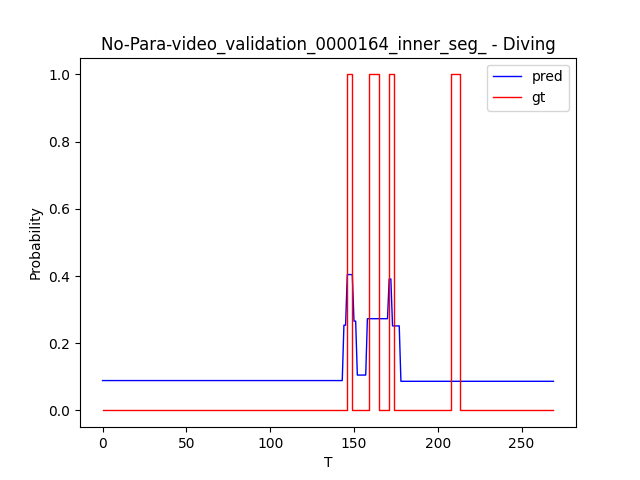 No-Para-video_validation_0000164_inner_seg_ - Diving
pred
gt
1.0
0.8
0.6
0.4
0.2
0.0
Probability
0
50
100
150
200
250
T